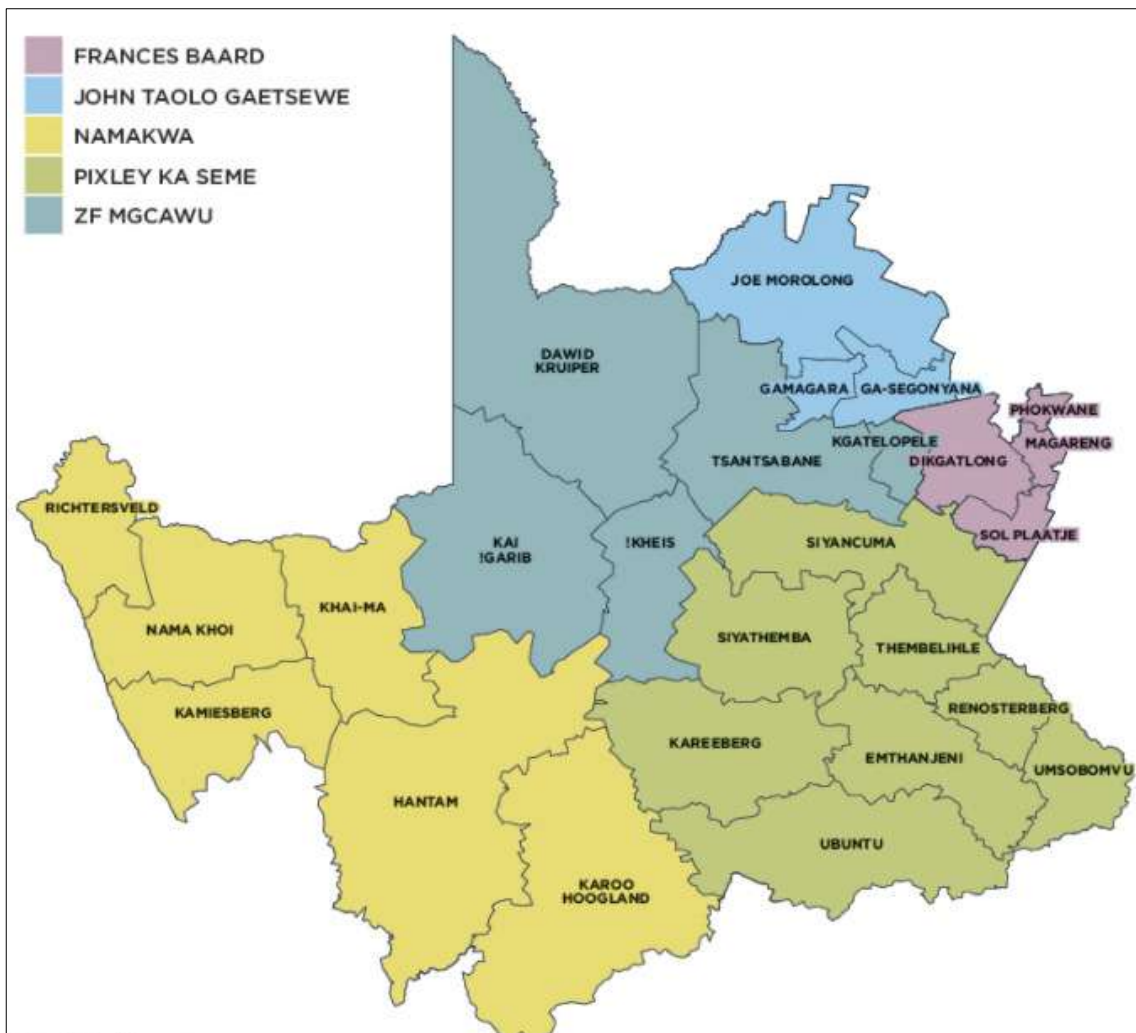 FRANCES BAARD
JOHN TAOLO GAETSEWE
NAMAKWA
PIXLEY KA SEME
ZF MGCAWU
JOE MOROLONG
DAWID
KRUIPER
GAMAGARA
GA-SEGONYANA
PHOKWANE
MAGARENG
KGATELOPELE
DIKGATLONG
TSANTSABANE
RICHTERSVELD
SOL PLAATJE
KAI
!GARIB
!KHEIS
SIYANCUMA
KHAI-MA
NAMA KHOI
SIYATHEMBA
THEMBELIHLE
KAMIESBERG
RENOSTERBERG
KAREEBERG
EMTHANJENI
UMSOBOMVU
HANTAM
UBUNTU
KAROO
HOOGLAND